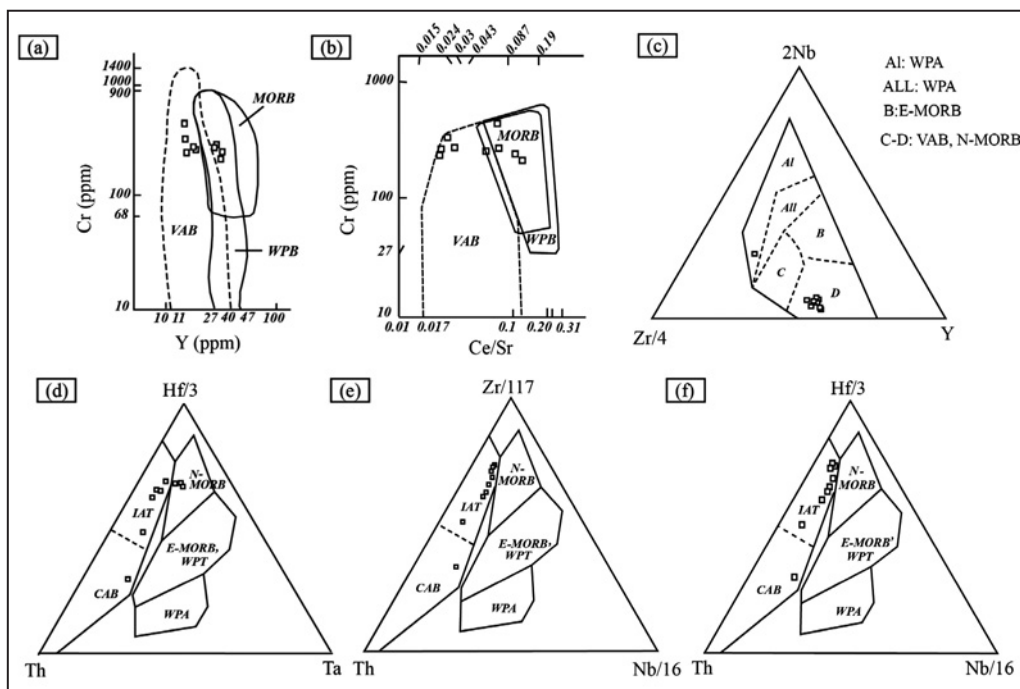 (a)
1400
1000
900
100
68
10
Cr (ppm)
MORB
VAB
WPB
10 11 27 40 47 100
Y (ppm)
(b)
0.015 0.024 0.03 0.043 0.087 0.19
1000
100
27
10
Cr (ppm)
MORB
VAB
WPB
0.01 0.017 0.1 0.20 0.31
Ce/Sr
(c)
2Nb
Al: WPA
ALL: WPA
B:E-MORB
C-D: VAB, N-MORB
Al
All
B
C
D
Zr/4
Y
(d)
Hf/3
N-
MORB
IAT
E-MORB,
WPT
CAB
WPA
Th
Ta
(e)
Zr/117
N-
MORB
IAT
E-MORB,
WPT
CAB
WPA
Th
Nb/16
(f)
Hf/3
N-
MORB
IAT
E-MORB'
WPT
CAB
WPA
Th
Nb/16